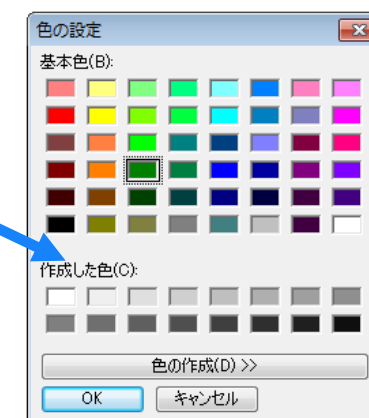 色の設定
基本色(B):
作成した色(C):
色の作成(D) >>
OK
キャンセル